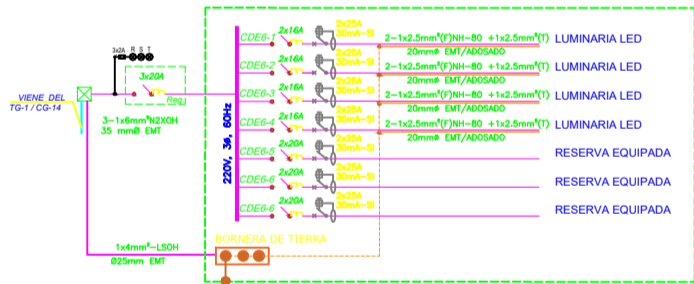 3x2A R S T
3x20A
Req.
VIENE DEL
TG-1 / CG-14
3-1x6mm²N2XOH
35 mmØ EMT
1x4mm²-LSOH
Ø25mm EMT
220V, 3ø, 60Hz
CDE6-1 2x16A 2x25A
30mA-SI
2-1x2.5mm²(F)NH-80 +1x2.5mm²(T) LUMINARIA LED
20mmø EMT/ADOSADO
CDE6-2 2x16A 2x25A
30mA-SI
2-1x2.5mm²(F)NH-80 +1x2.5mm²(T) LUMINARIA LED
20mmø EMT/ADOSADO
CDE6-3 2x16A 2x25A
30mA-SI
2-1x2.5mm²(F)NH-80 +1x2.5mm²(T) LUMINARIA LED
20mmø EMT/ADOSADO
CDE6-4 2x16A 2x25A
30mA-SI
2-1x2.5mm²(F)NH-80 +1x2.5mm²(T) LUMINARIA LED
20mmø EMT/ADOSADO
CDE6-5 2x20A 2x25A
30mA-SI
RESERVA EQUIPADA
CDE6-6 2x20A 2x25A
30mA-SI
RESERVA EQUIPADA
CDE6-6 2x20A 2x25A
30mA-SI
RESERVA EQUIPADA
BORNERA DE TIERRA